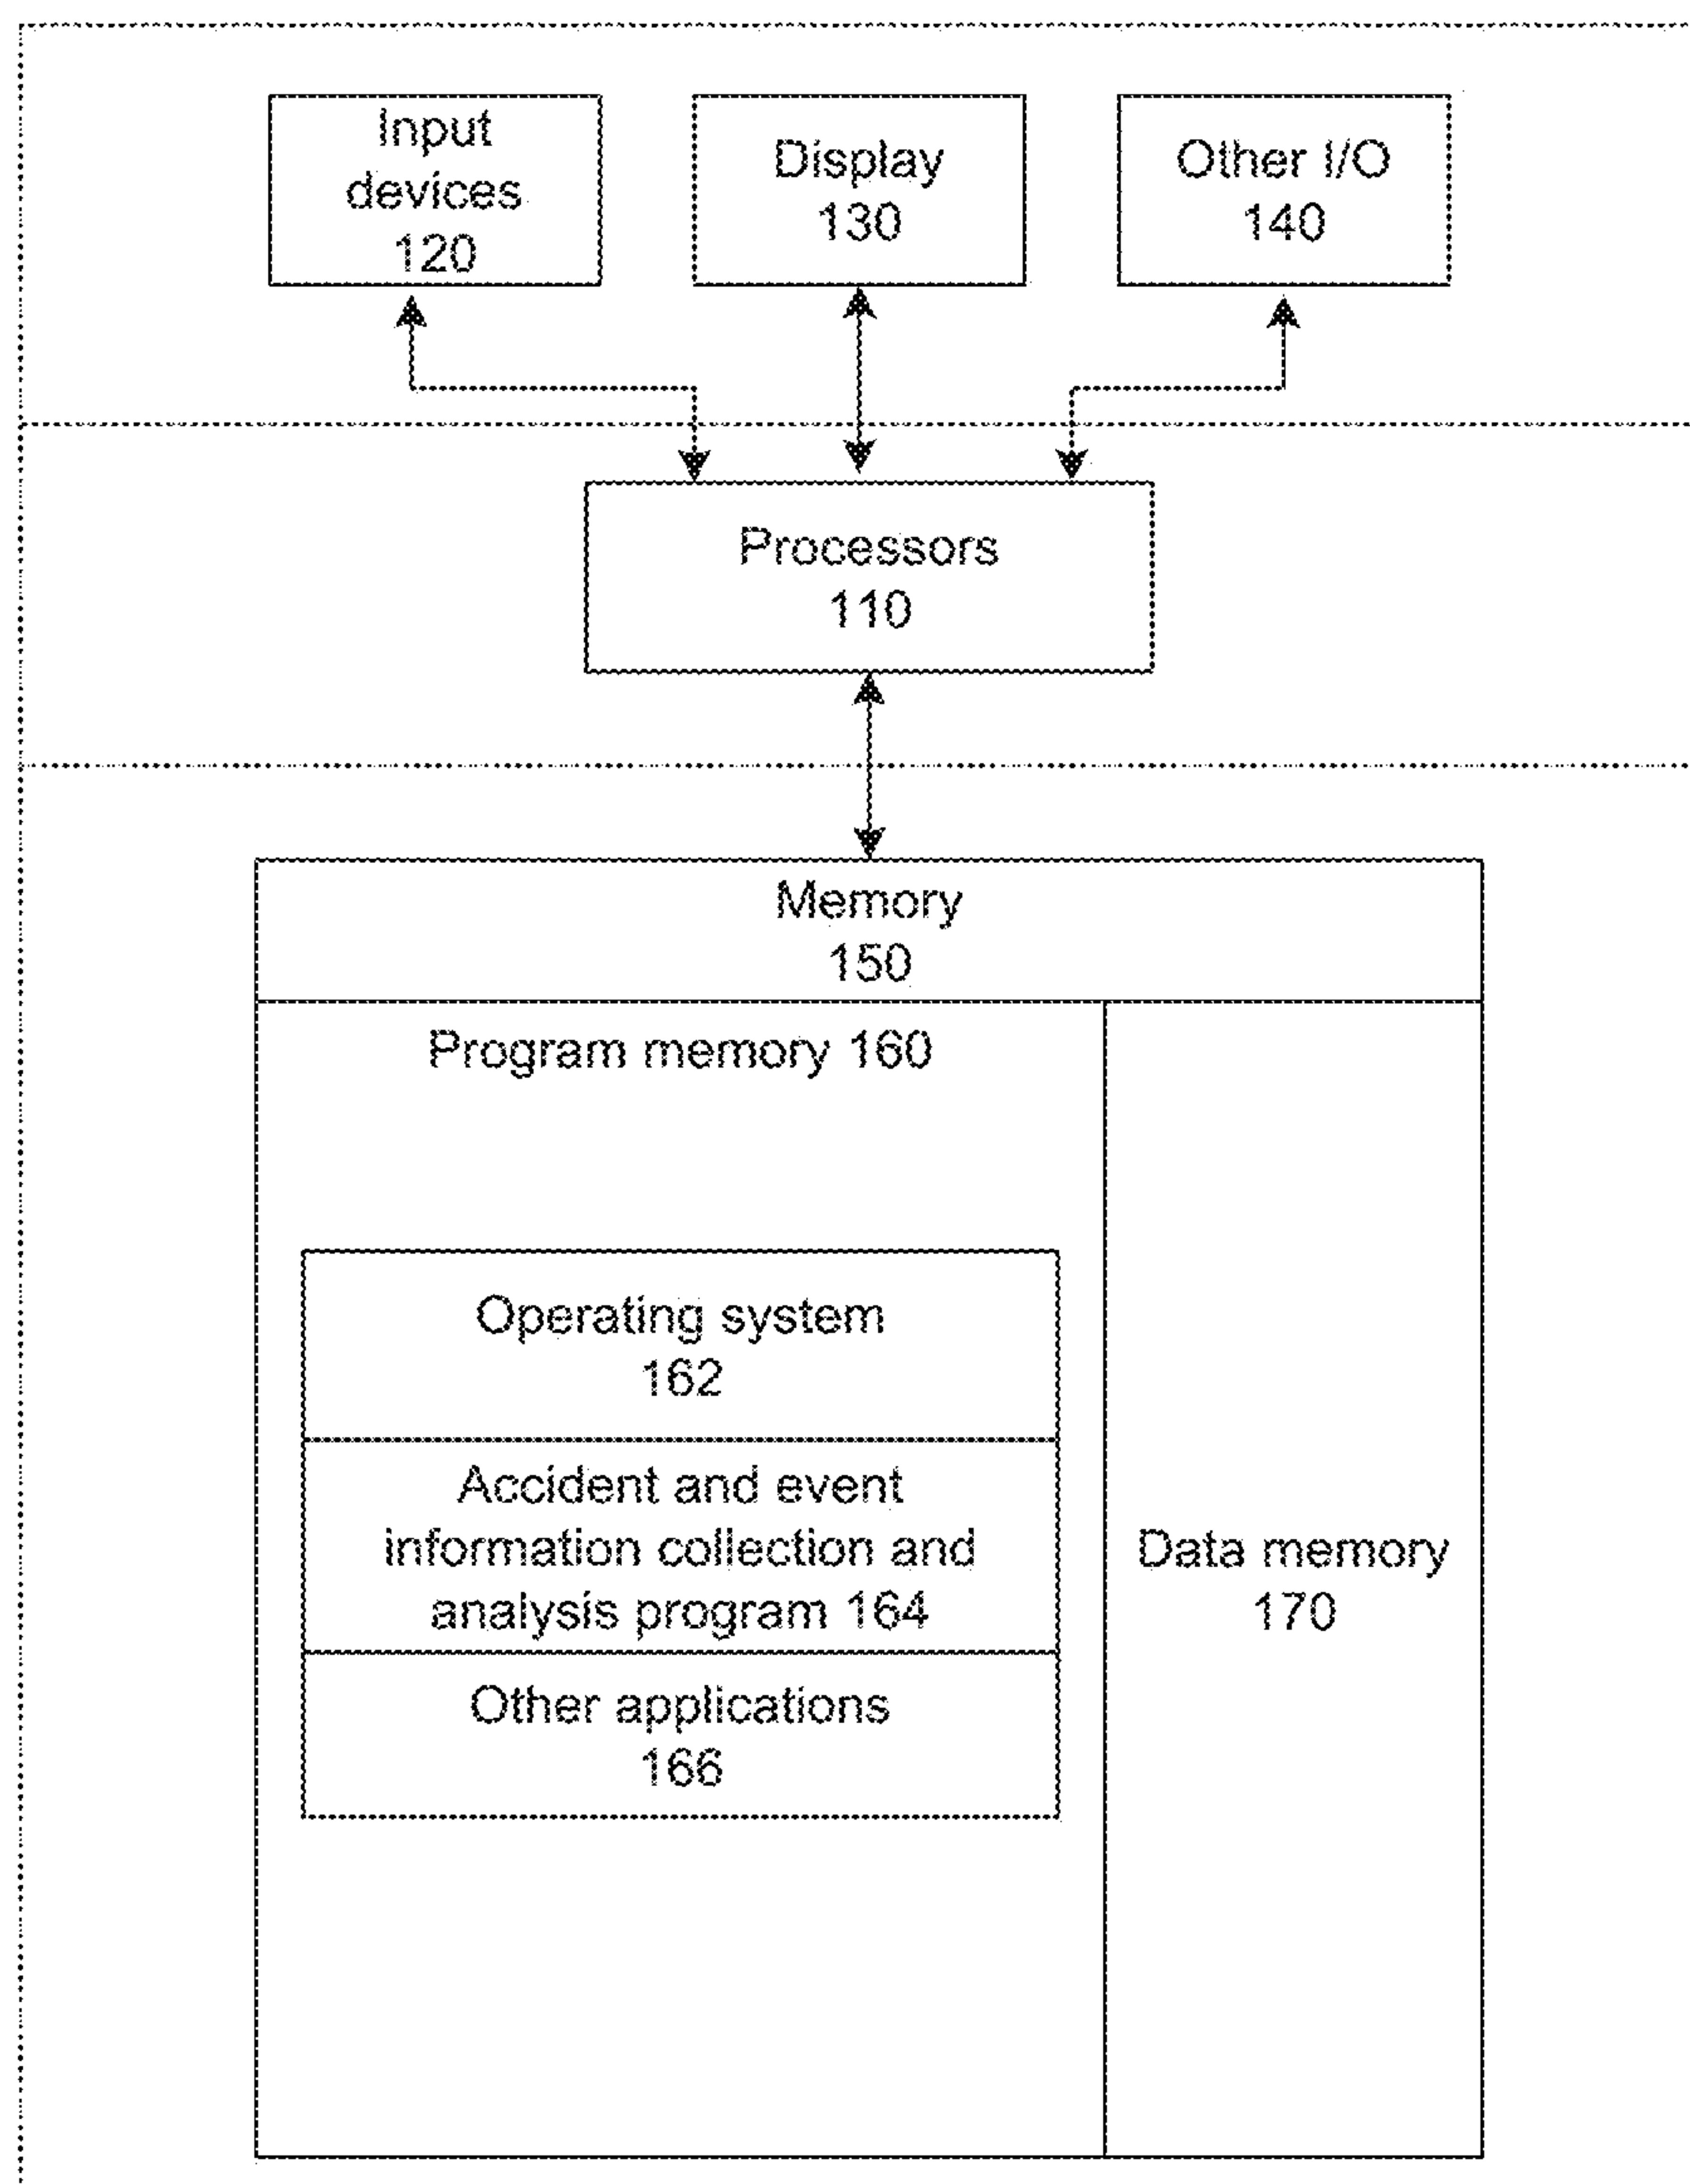 Input
devices
120
Display
130
Other I/O
140
Processors
110
Memory
150
Program memory 160
Operating system
162
Accident and event
information collection and
analysis program 164
Other applications
166
Data memory
170